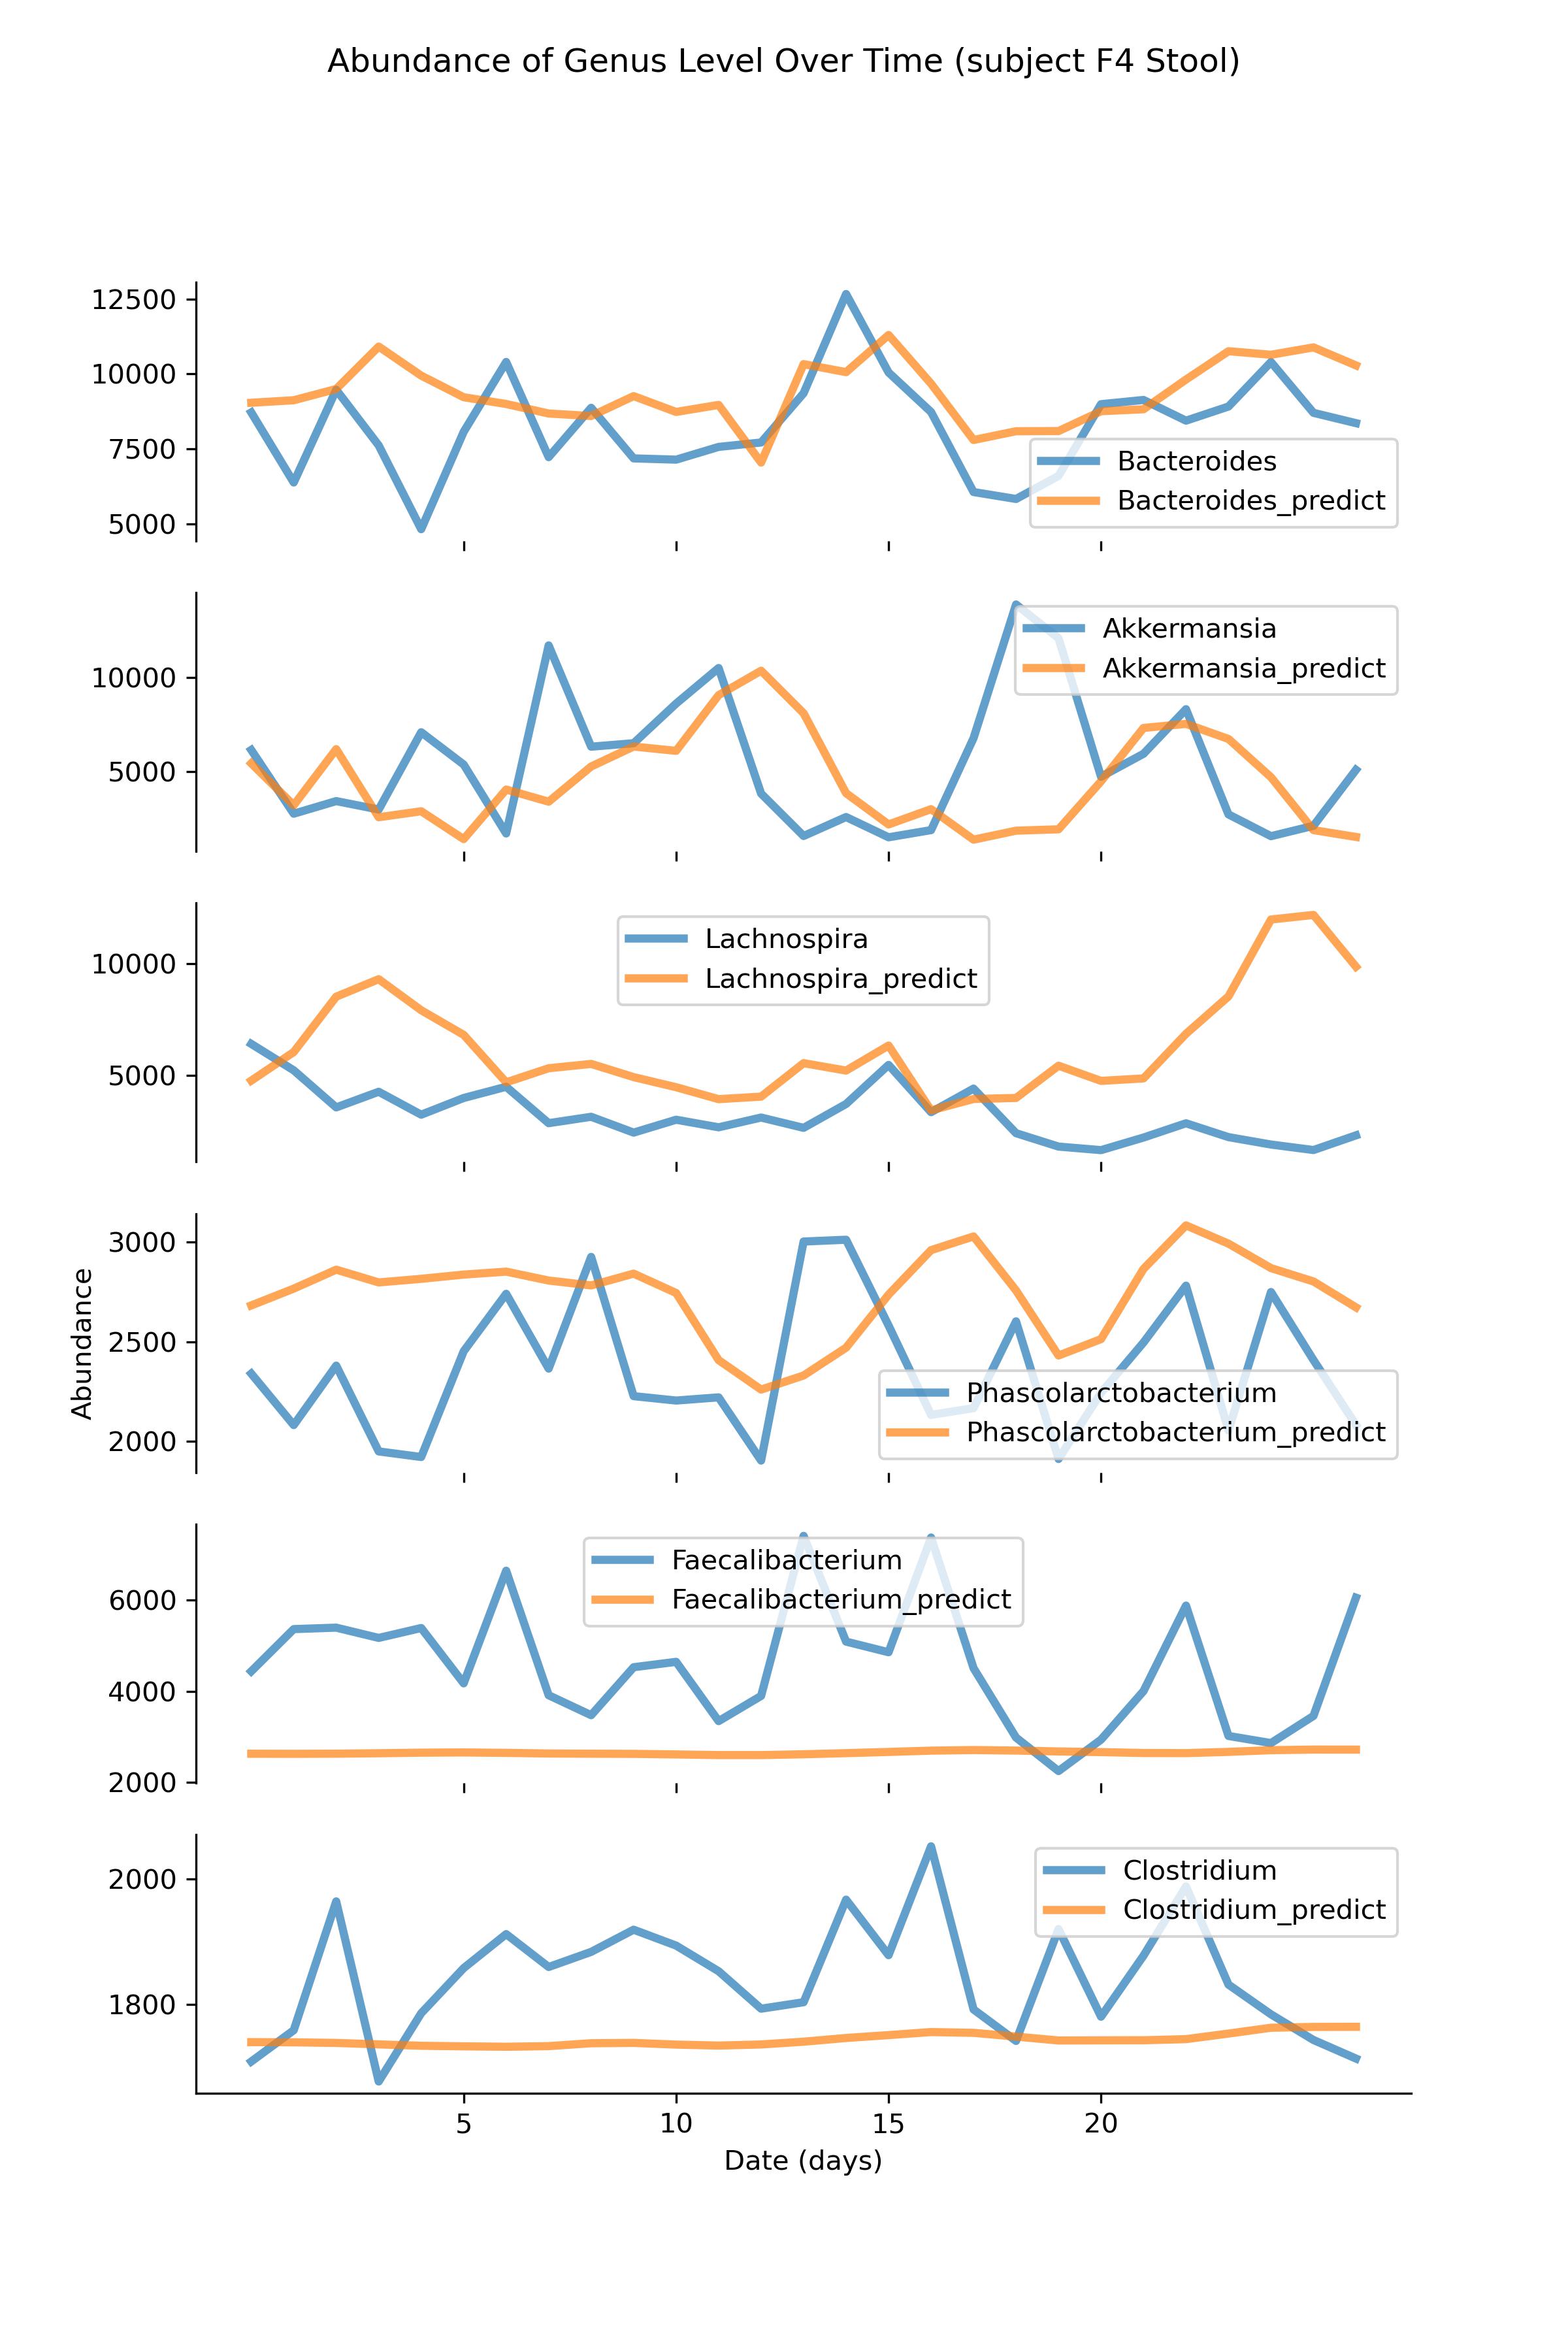 Abundance of Genus Level Over Time (subject F4 Stool)
12500
10000
7500
5000
Bacteroides
Bacteroides_predict
10000
5000
Akkermansia
Akkermansia_predict
10000
5000
Lachnospira
Lachnospira_predict
Abundance
3000
2500
2000
Phascolarctobacterium
Phascolarctobacterium_predict
6000
4000
2000
Faecalibacterium
Faecalibacterium_predict
2000
1800
Clostridium
Clostridium_predict
5 10 15 20
Date (days)